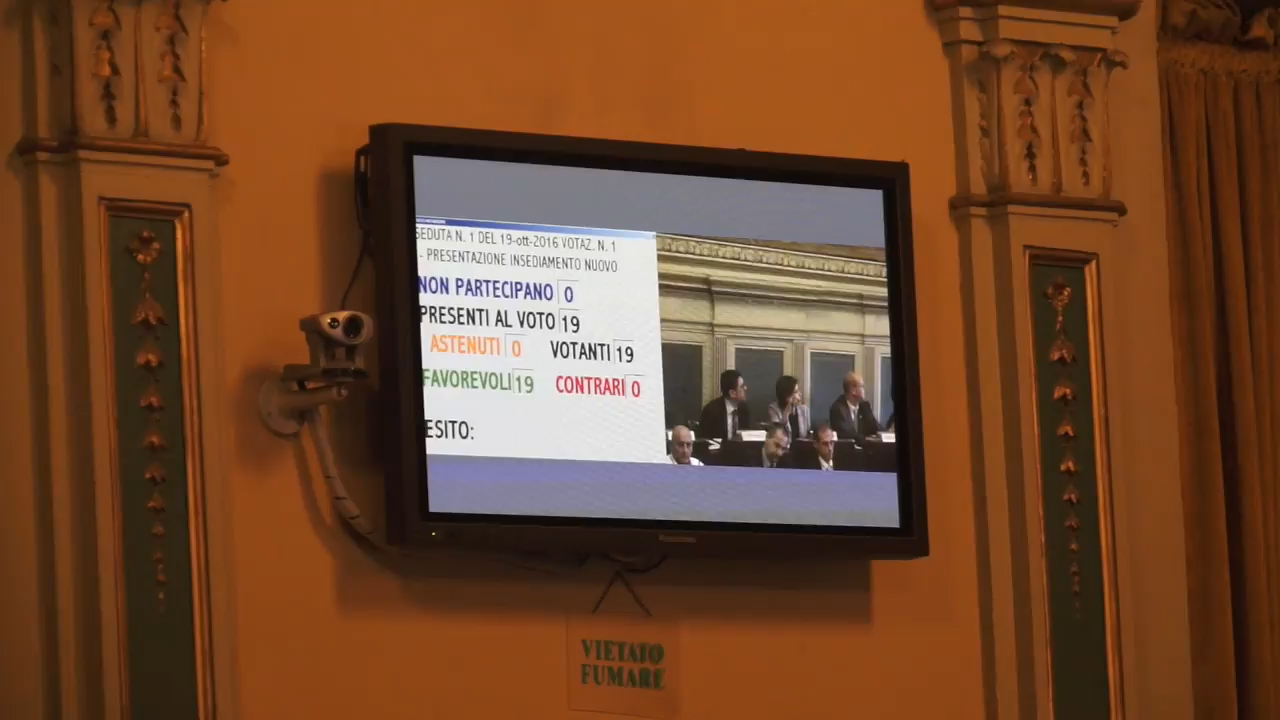 SEDUTA N. 1 DEL 19-ott-2016 VOTAZ. N. 1
- PRESENTAZIONE INSEDIAMENTO NUOVO
NON PARTECIPANO 0
PRESENTI AL VOTO 19
ASTENUTI 0 VOTANTI 19
FAVOREVOLI 19 CONTRARI 0
ESITO:
Panasonic
VIETATO
FUMARE